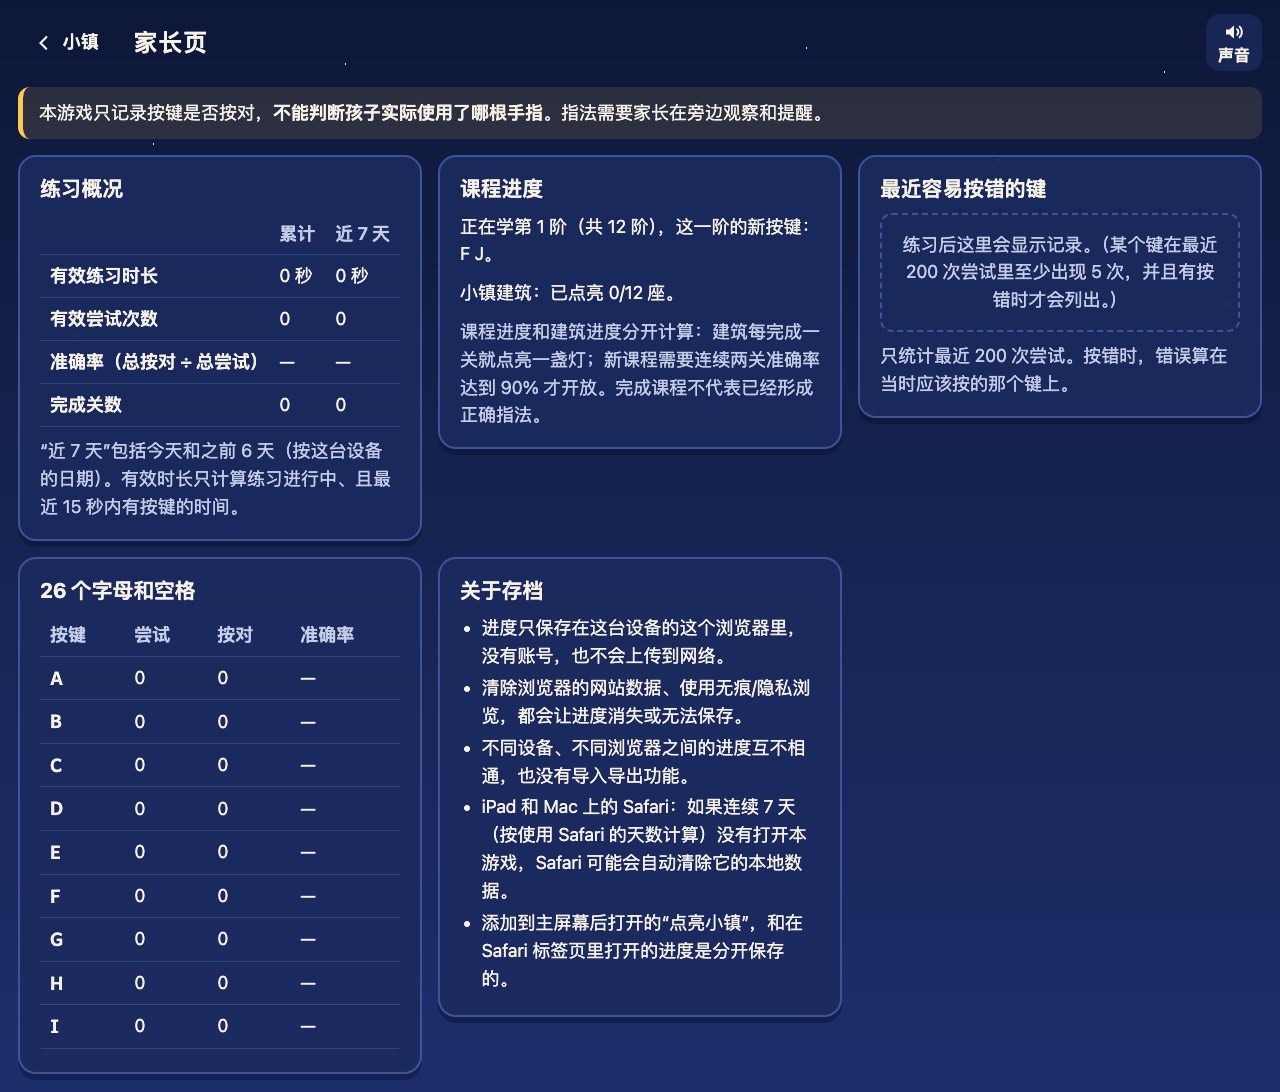 小镇
家长页
声音
本游戏只记录按键是否按对，不能判断孩子实际使用了哪根手指。指法需要家长在旁边观察和提醒。
练习概况
累计 近 7 天
有效练习时长 0 秒 0 秒
有效尝试次数 0 0
准确率（总按对 ÷ 总尝试） — —
完成关数 0 0
“近 7 天”包括今天和之前 6 天（按这台设备
的日期）。有效时长只计算练习进行中、且最
近 15 秒内有按键的时间。
课程进度
正在学第 1 阶（共 12 阶），这一阶的新按键：
F J。
小镇建筑：已点亮 0/12 座。
课程进度和建筑进度分开计算：建筑每完成一
关就点亮一盏灯；新课程需要连续两关准确率
达到 90% 才开放。完成课程不代表已经形成
正确指法。
最近容易按错的键
练习后这里会显示记录。（某个键在最近
200 次尝试里至少出现 5 次，并且有按
错时才会列出。）
只统计最近 200 次尝试。按错时，错误算在
当时应该按的那个键上。
26 个字母和空格
按键 尝试 按对 准确率
A 0 0 —
B 0 0 —
C 0 0 —
D 0 0 —
E 0 0 —
F 0 0 —
G 0 0 —
H 0 0 —
I 0 0 —
关于存档
• 进度只保存在这台设备的这个浏览器里，
没有账号，也不会上传到网络。
• 清除浏览器的网站数据、使用无痕/隐私浏
览，都会让进度消失或无法保存。
• 不同设备、不同浏览器之间的进度互不相
通，也没有导入导出功能。
• iPad 和 Mac 上的 Safari：如果连续 7 天
（按使用 Safari 的天数计算）没有打开本
游戏，Safari 可能会自动清除它的本地数
据。
• 添加到主屏幕后打开的“点亮小镇”，和在
Safari 标签页里打开的进度是分开保存
的。